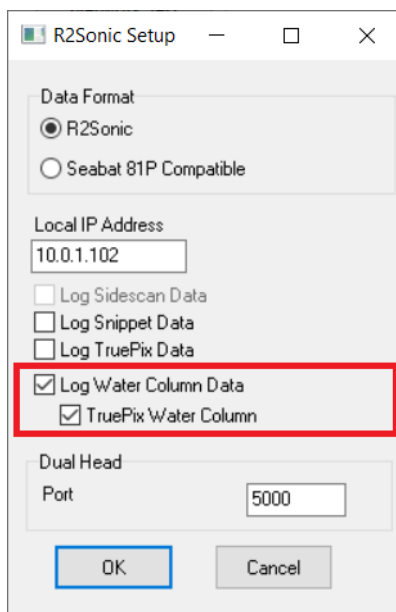 R2Sonic Setup
Data Format
R2Sonic
Seabat 81P Compatible
Local IP Address
10.0.1.102
Log Sidescan Data
Log Snippet Data
Log TruePix Data
Log Water Column Data
TruePix Water Column
Dual Head
Port 5000
OK Cancel